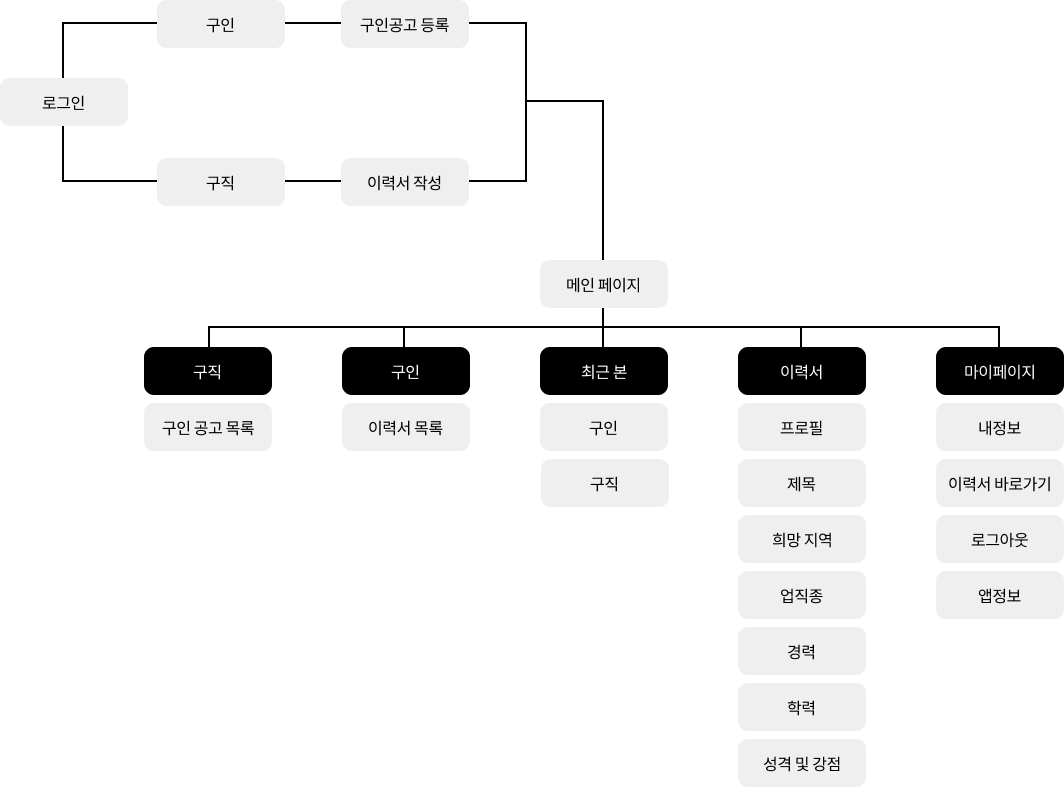 구인
구인공고 등록
로그인
구직
이력서 작성
메인 페이지
구직
구인
최근 본
이력서
마이페이지
구인 공고 목록
이력서 목록
구인
프로필
내정보
구직
제목
이력서 바로가기
희망 지역
로그아웃
업직종
앱정보
경력
학력
성격 및 강점